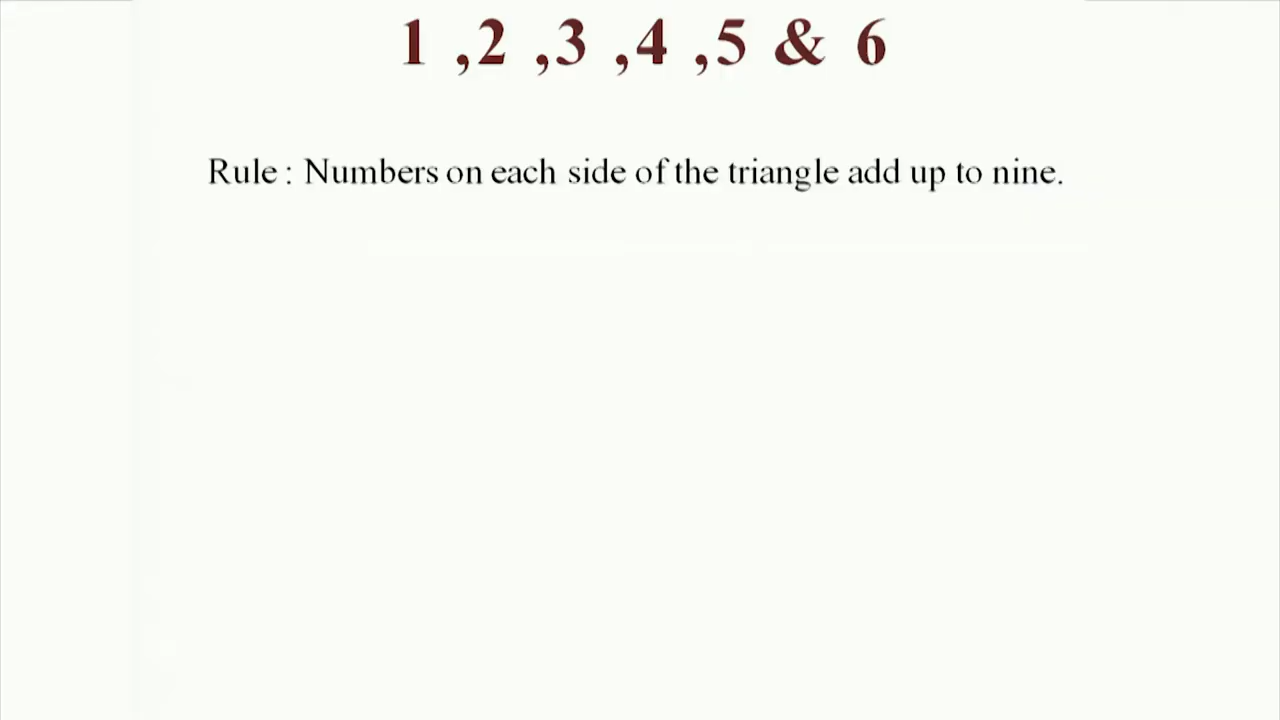 1 ,2 ,3 ,4 ,5 & 6
Rule : Numbers on each side of the triangle add up to nine.